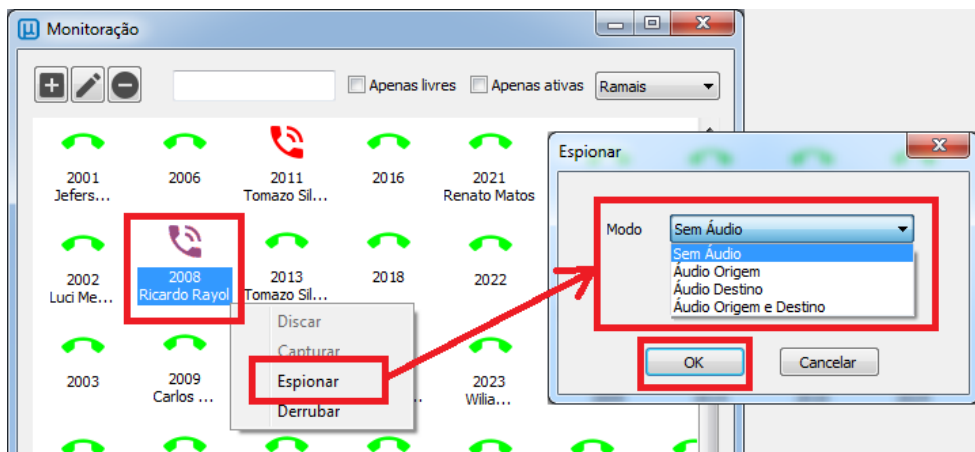 Monitoração
Apenas livres
Apenas ativas
Ramais
2001
Jefers...
2006
2011
Tomazo Sil...
2016
2021
Renato Matos
2002
Luci Me...
2008
Ricardo Rayol
2013
Tomazo Sil...
2018
2022
2003
2009
Carlos ...
2023
Wilia...
Discar
Capturar
Espionar
Derrubar
Espionar
Modo
Sem Áudio
Sem Áudio
Áudio Origem
Áudio Destino
Áudio Origem e Destino
OK
Cancelar